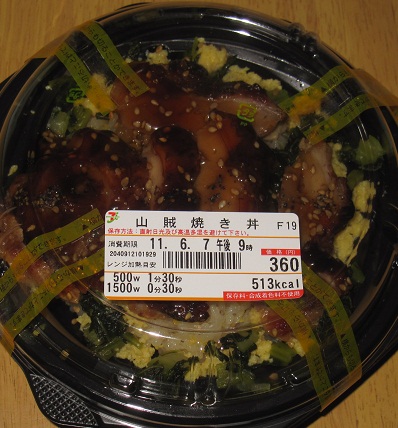 山賊焼き丼 F19
保存方法:直射日光及び高温多湿を避けて下さい。
消費期限 11. 6. 7 午後 9時
2040912101929
価格(円)
レンジ加熱目安
360
500W 1分30秒
1500W 0分30秒
513kcal
保存料・合成着色料不使用